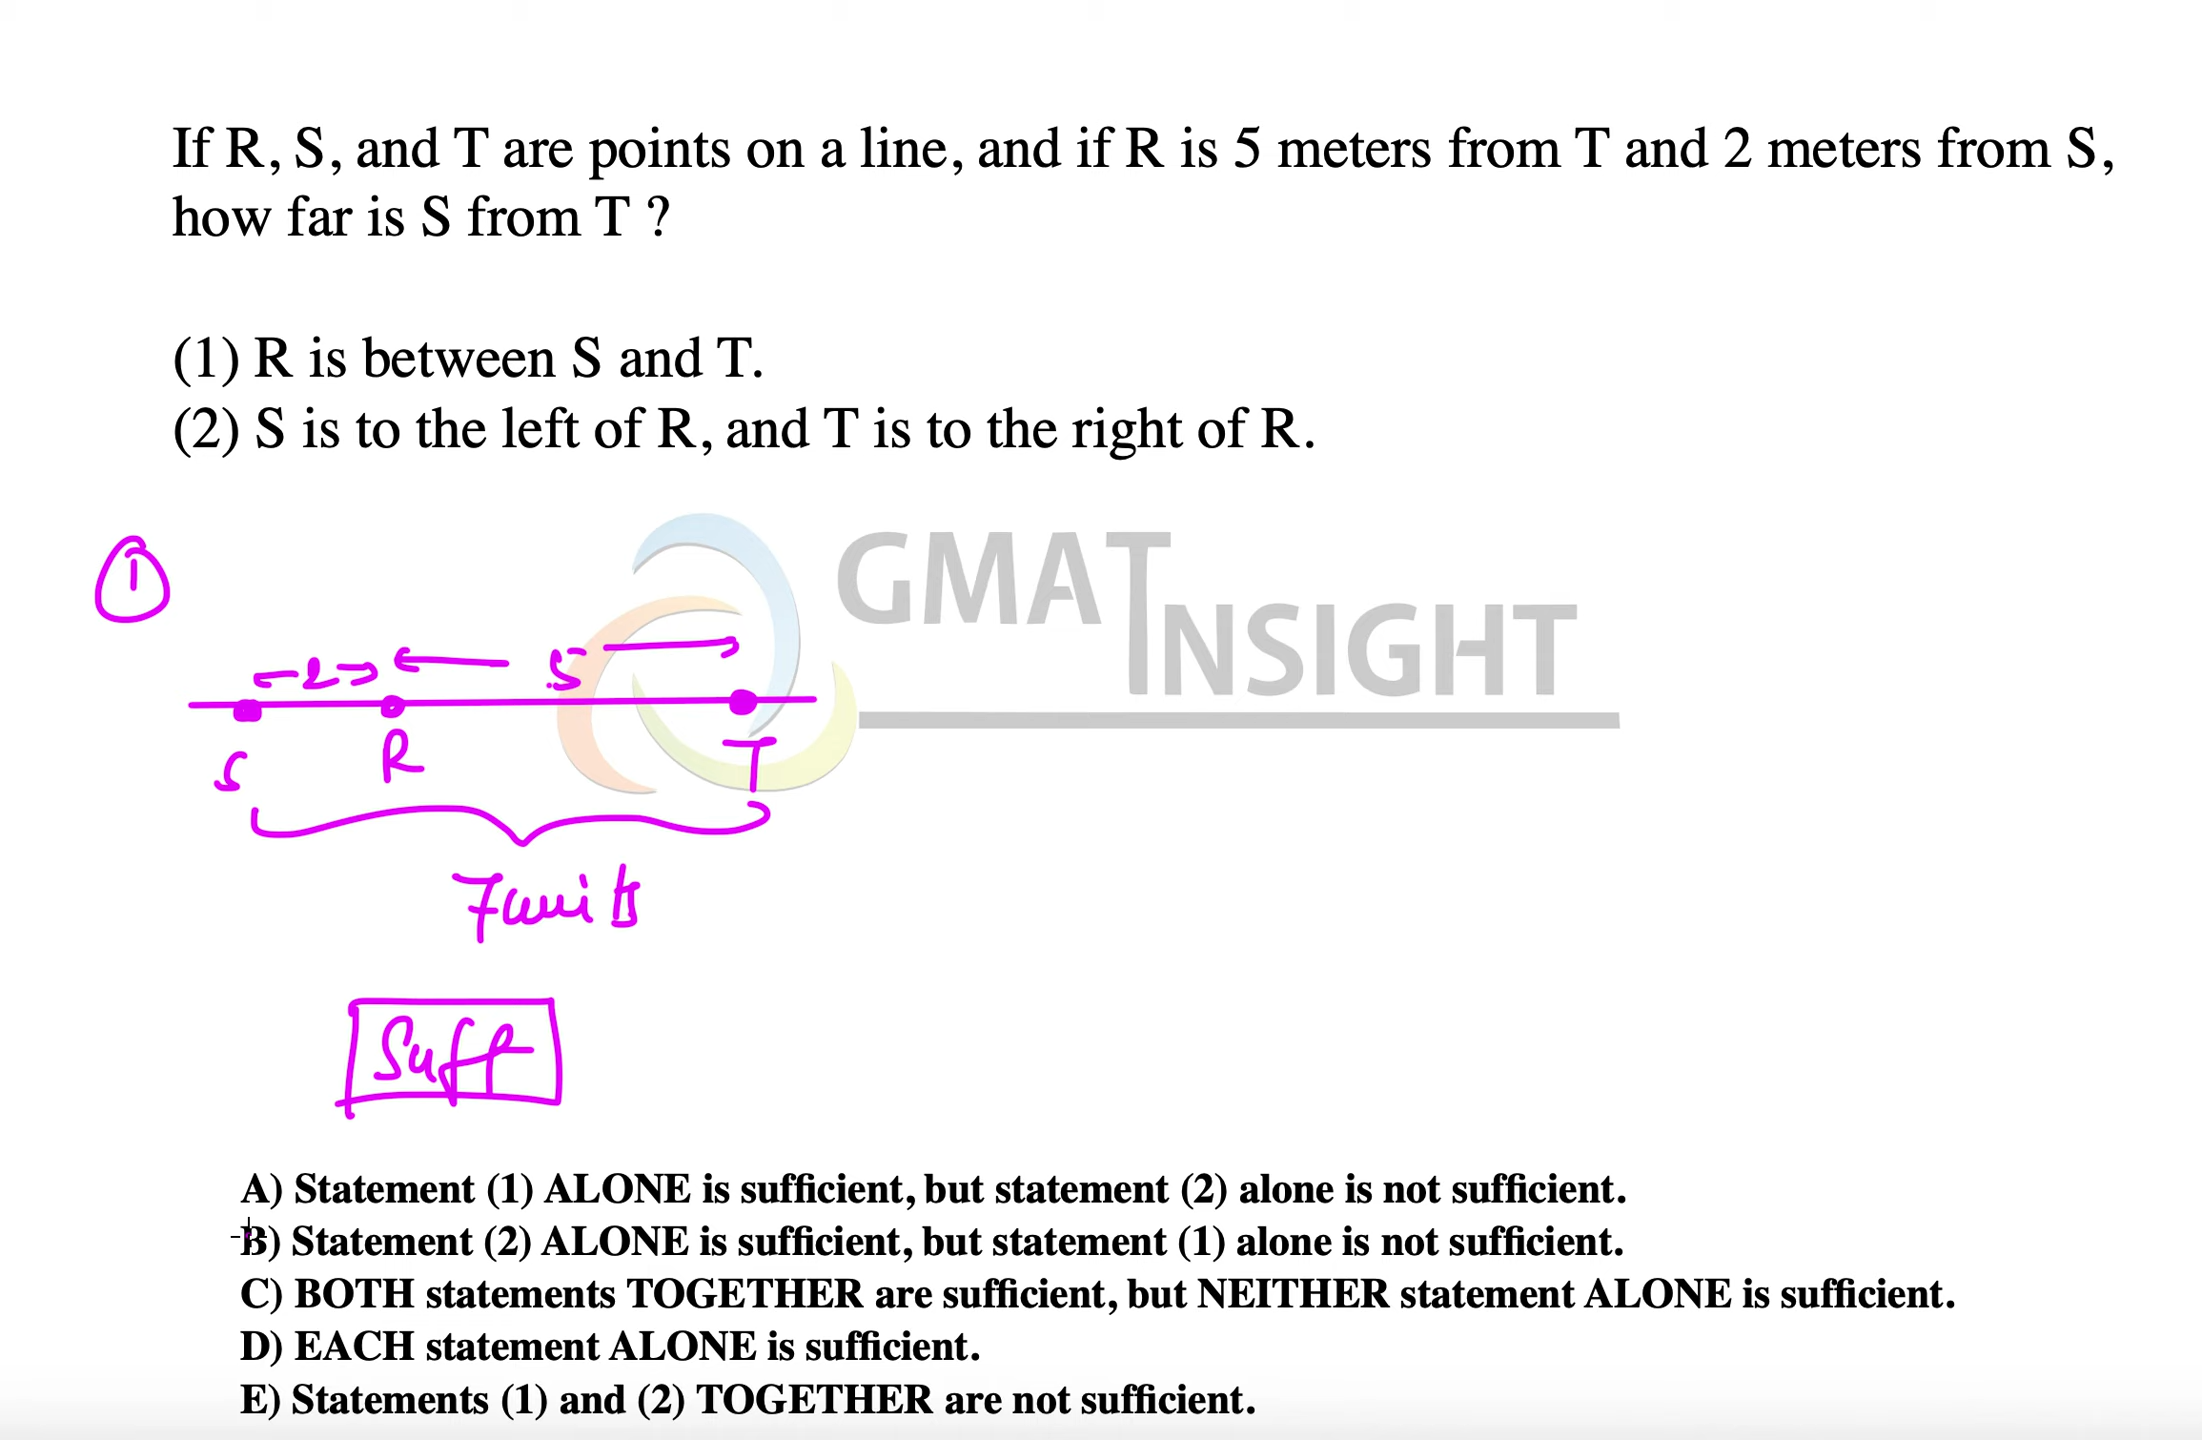 If R, S, and T are points on a line, and if R is 5 meters from T and 2 meters from S,
how far is S from T ?
(1) R is between S and T.
(2) S is to the left of R, and T is to the right of R.
1
GMAT INSIGHT
2 5
S R T
7 units
Suff
A) Statement (1) ALONE is sufficient, but statement (2) alone is not sufficient.
B) Statement (2) ALONE is sufficient, but statement (1) alone is not sufficient.
C) BOTH statements TOGETHER are sufficient, but NEITHER statement ALONE is sufficient.
D) EACH statement ALONE is sufficient.
E) Statements (1) and (2) TOGETHER are not sufficient.